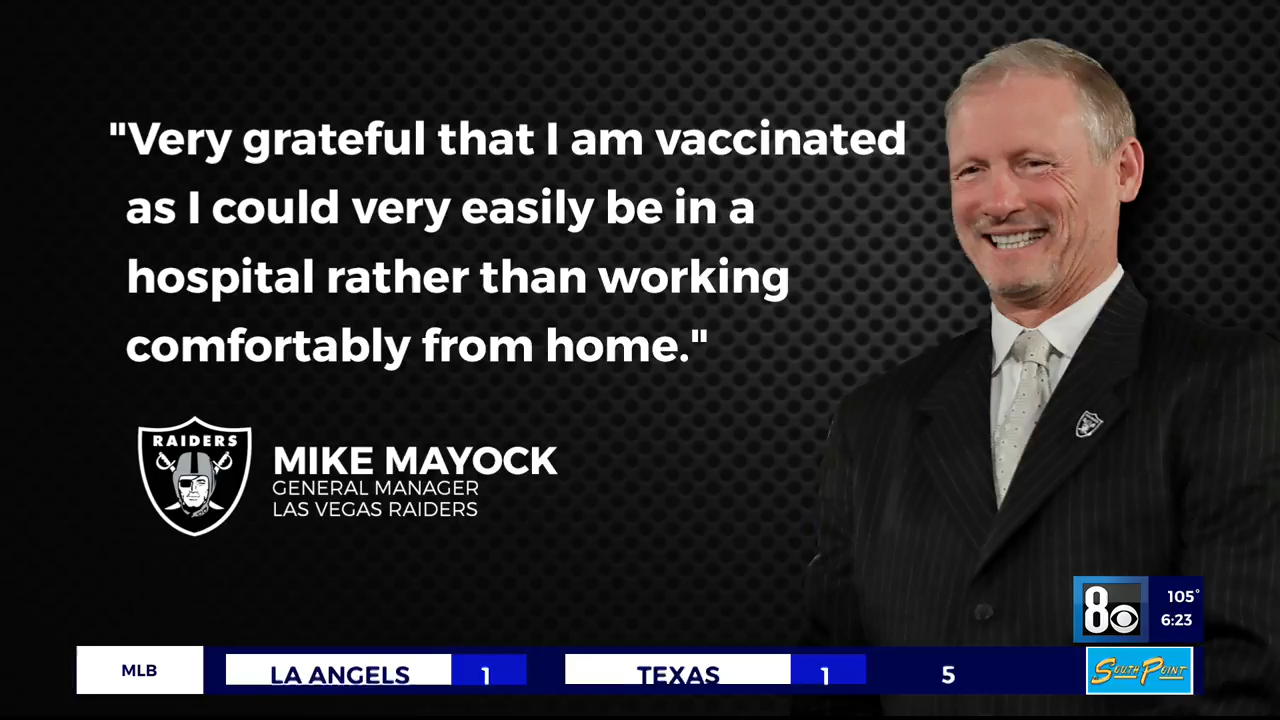 "Very grateful that I am vaccinated
as I could very easily be in a
hospital rather than working
comfortably from home."
RAIDERS
MIKE MAYOCK
GENERAL MANAGER
LAS VEGAS RAIDERS
8
105°
6:23
MLB
LA ANGELS 1
TEXAS 1
5
SOUTH POINT